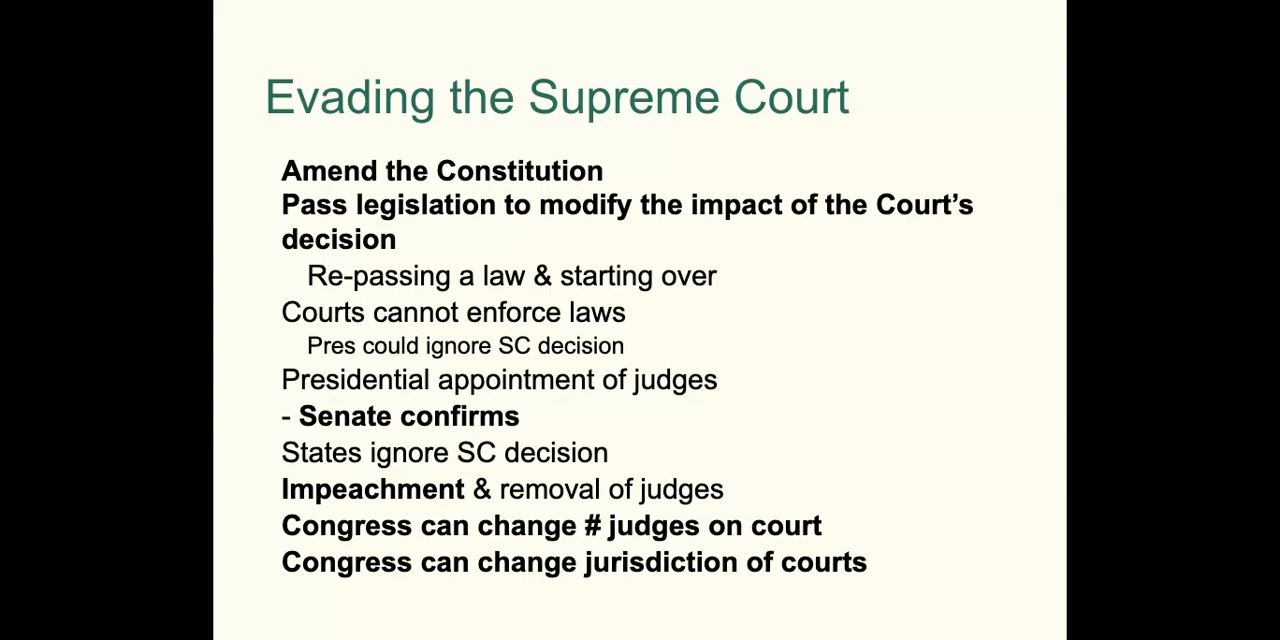 Evading the Supreme Court
Amend the Constitution
Pass legislation to modify the impact of the Court’s
decision
Re-passing a law & starting over
Courts cannot enforce laws
Pres could ignore SC decision
Presidential appointment of judges
- Senate confirms
States ignore SC decision
Impeachment & removal of judges
Congress can change # judges on court
Congress can change jurisdiction of courts